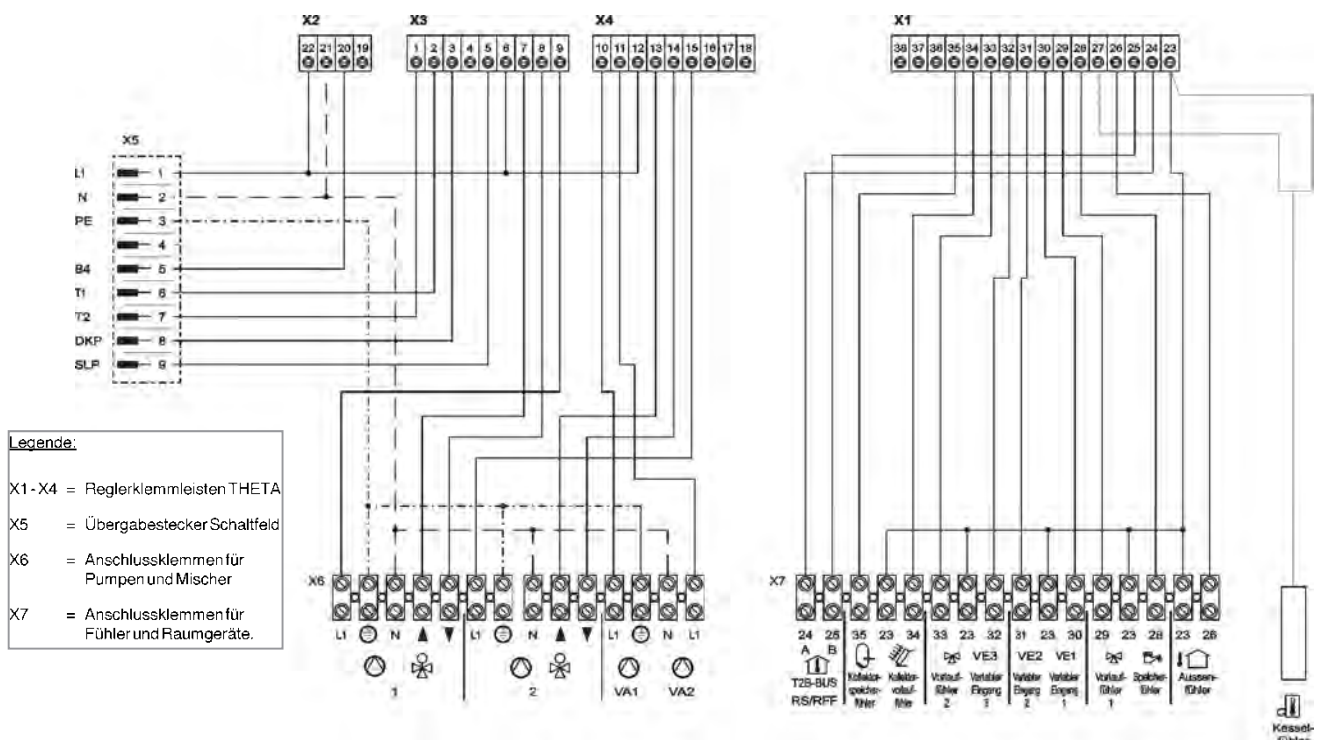 X2 X3 X4 X1
22 21 20 19 1 2 3 4 5 6 7 8 9 10 11 12 13 14 15 16 17 18 38 37 36 35 34 33 32 31 30 29 28 27 26 25 24 23
X5
L1 1
N 2
PE 3
4
B4 5
T1 6
T2 7
DKP 8
SLP 9
Legende:
X1 - X4 = Reglerklemmleisten THETA
X5 = Übergabestecker Schaltfeld
X6 = Anschlussklemmen für
Pumpen und Mischer
X7 = Anschlussklemmen für
Fühler und Raumgeräte.
X6
L1 N L1 N L1 N L1
1 2 VA1 VA2
X7
24 25 35 23 34 33 23 32 31 23 30 29 23 28 23 26
A B VE3 VE2 VE1
T2B-BUS
RS/RFF
Kollektor-
speicher-
fühler
Kollektor-
vorlauf-
fühler
Vorlauf-
fühler
2
Variabler
Eingang
3
Variabler
Eingang
2
Variabler
Eingang
1
Vorlauf-
fühler
1
Speicher-
fühler
Aussen-
fühler
Kessel-
fühler